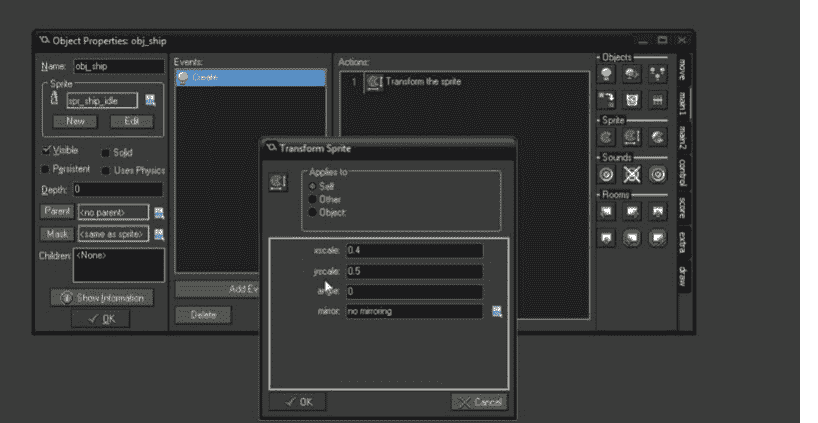 Object Properties: obj_ship
Name: obj_ship
Sprite
spr_ship_idle
New Edit
Visible Solid
Persistent Uses Physics
Depth: 0
Parent <no parent>
Mask <same as sprite>
Children: <None>
Show Information
OK
Events:
Create
Add Ev
Delete
Actions:
1 Transform the sprite
Transform Sprite
Applies to
Self
Other
Object:
xscale: 0.4
yscale: 0.5
angle: 0
mirror: no mirroring
OK Cancel
Objects
Sprite
Sounds
Rooms
move
main1
main2
control
score
extra
draw